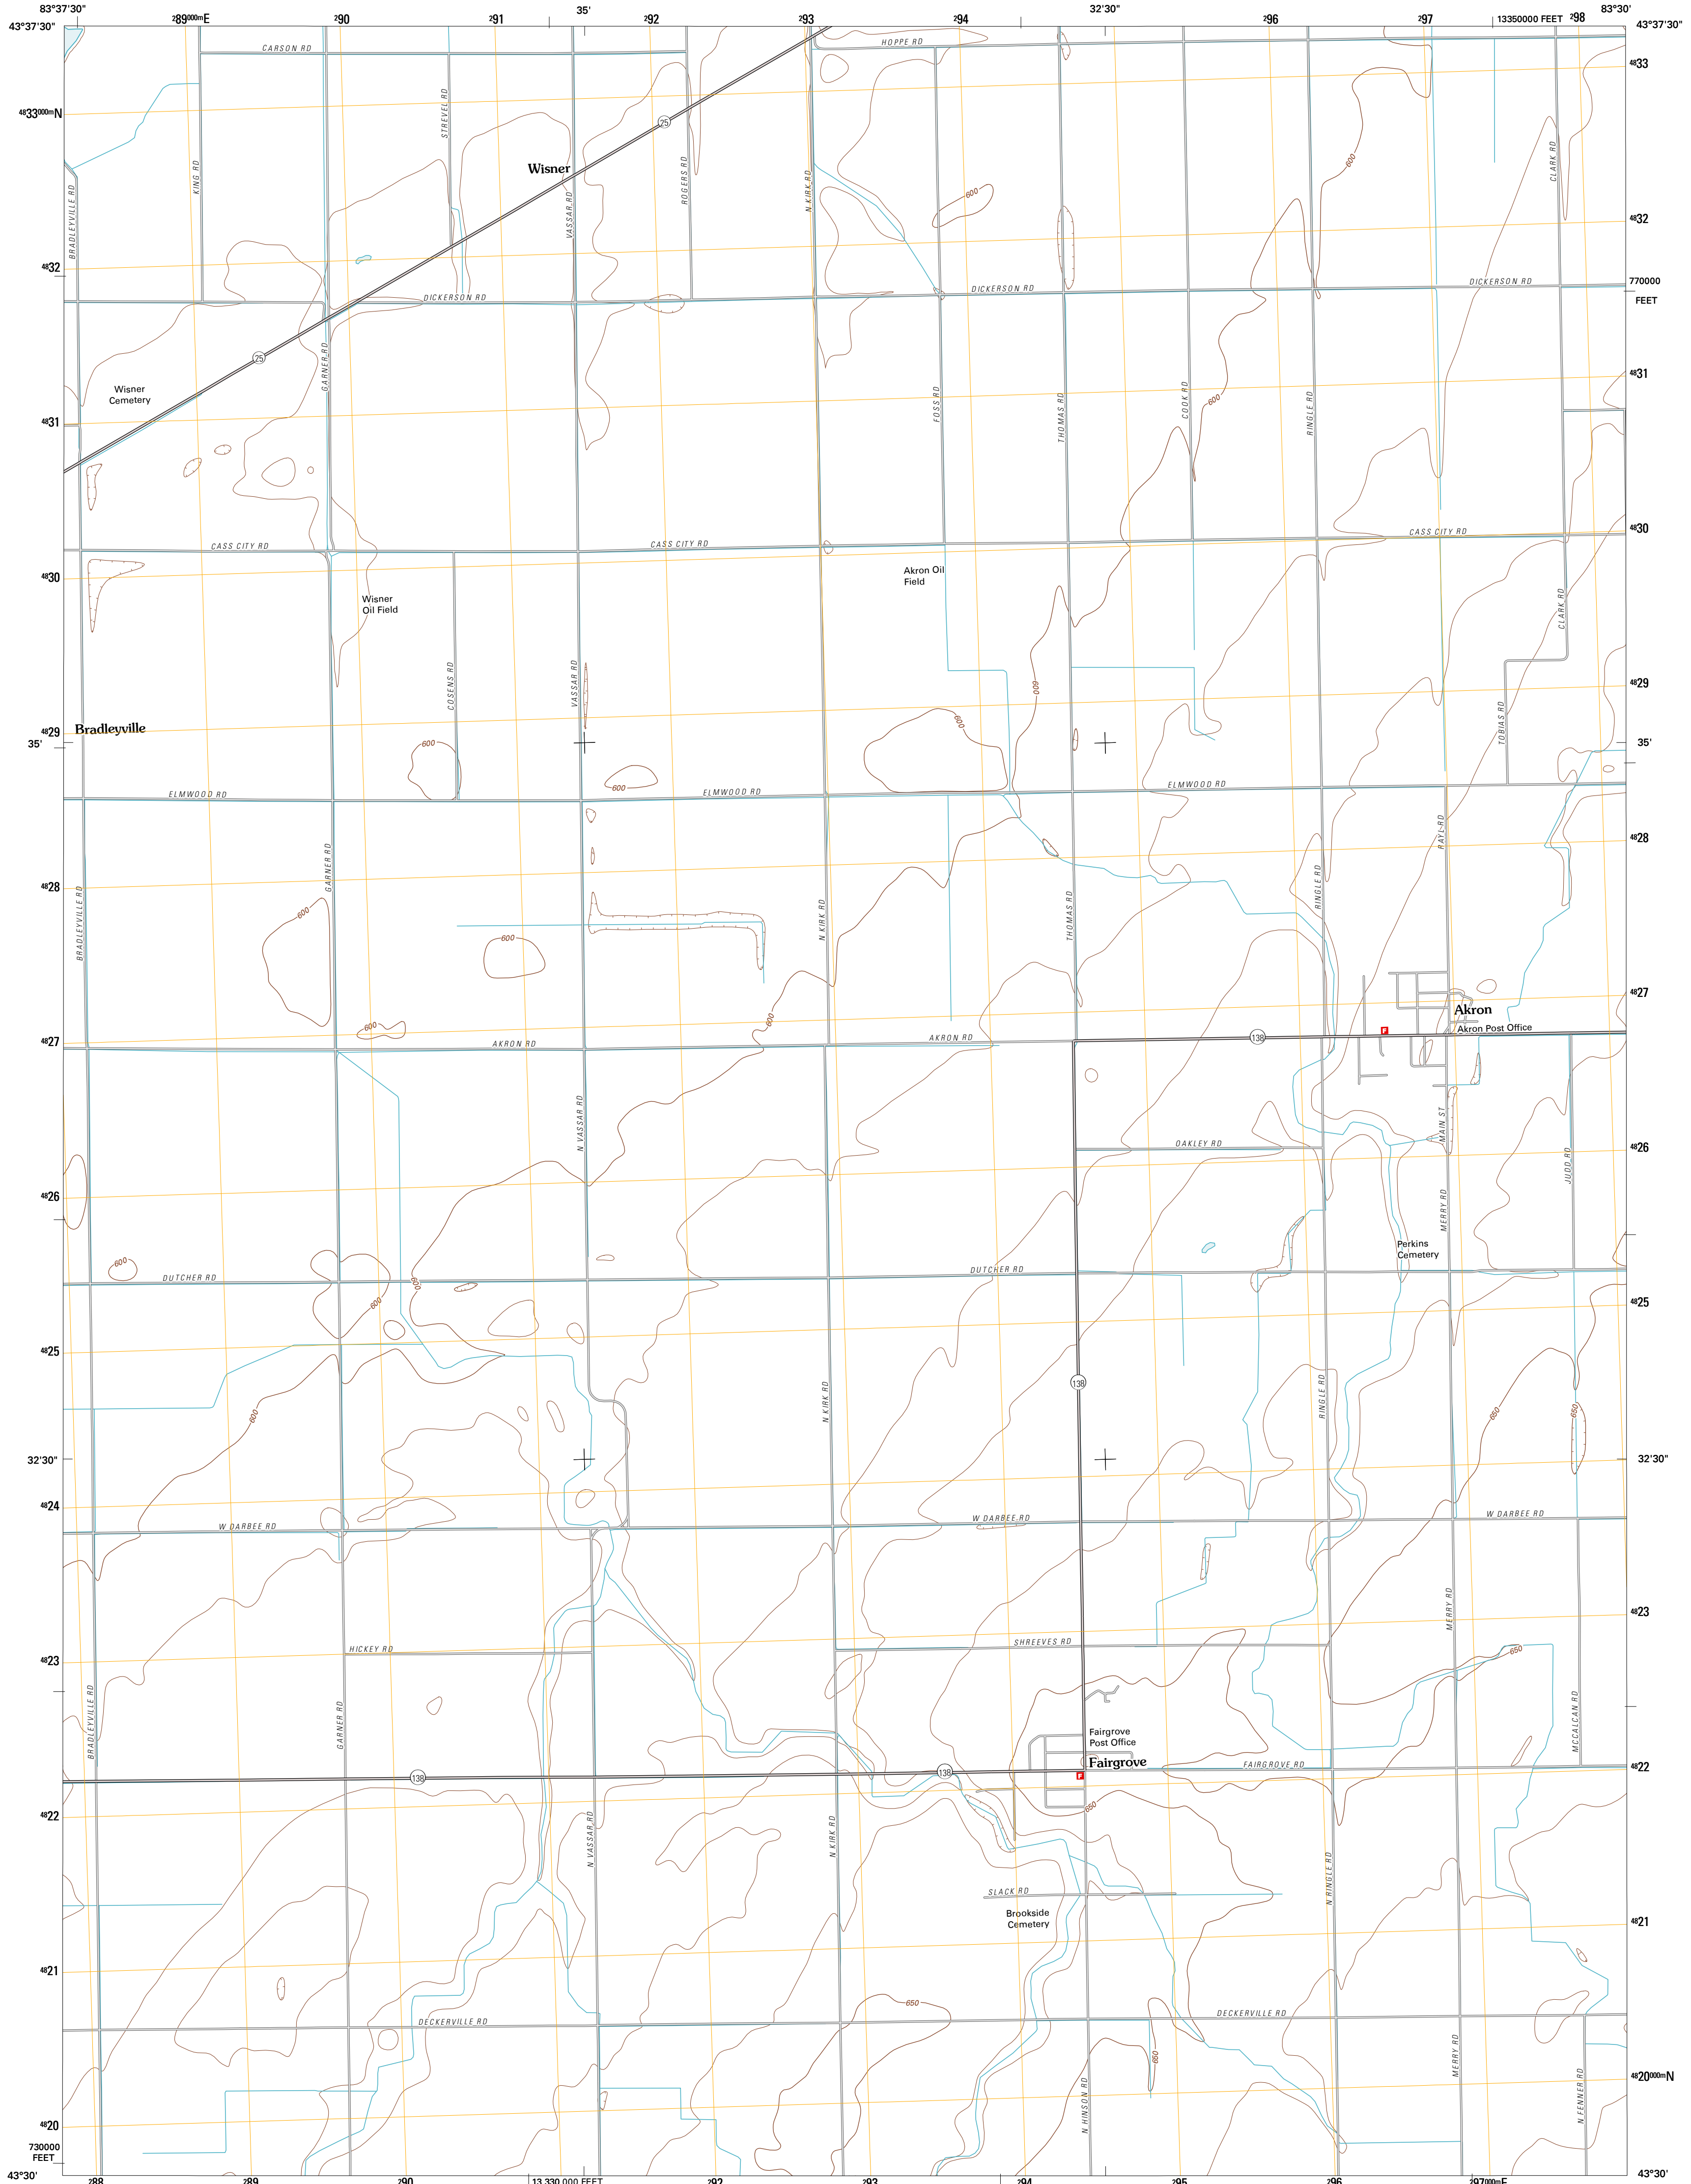 83°37'30"
²89⁰⁰⁰ᵐE
²90
²91
35'
²92
²93
²94
32'30"
²96
²97
13350000 FEET
²98
83°30'
43°37'30"
43°37'30"
CARSON RD
HOPPE RD
⁴⁸33
⁴⁸33⁰⁰⁰ᵐN
STREVEL RD
25
KING RD
Wisner
ROGERS RD
N KIRK RD
600
600
CLARK RD
BRADLEYVILLE RD
VASSAR RD
⁴⁸32
⁴⁸32
DICKERSON RD
DICKERSON RD
DICKERSON RD
770000
FEET
25
GARNER RD
⁴⁸31
Wisner
Cemetery
FOSS RD
THOMAS RD
COOK RD
600
RINGLE RD
⁴⁸31
⁴⁸30
CASS CITY RD
CASS CITY RD
CASS CITY RD
⁴⁸30
Akron Oil
Field
Wisner
Oil Field
CLARK RD
COSENS RD
VASSAR RD
600
⁴⁸29
Bradleyville
⁴⁸29
600
TOBIAS RD
35'
600
35'
600
ELMWOOD RD
ELMWOOD RD
ELMWOOD RD
RAYL RD
⁴⁸28
GARNER RD
⁴⁸28
BRADLEYVILLE RD
600
N KIRK RD
THOMAS RD
RINGLE RD
600
⁴⁸27
Akron
600
600
F
Akron Post Office
⁴⁸27
AKRON RD
AKRON RD
138
N VASSAR RD
MAIN ST
OAKLEY RD
⁴⁸26
JUDD RD
⁴⁸26
MERRY RD
Perkins
Cemetery
600
DUTCHER RD
DUTCHER RD
600
600
⁴⁸25
⁴⁸25
138
N KIRK RD
RINGLE RD
600
650
650
32'30"
32'30"
⁴⁸24
W DARBEE RD
W DARBEE RD
W DARBEE RD
⁴⁸23
MERRY RD
HICKEY RD
SHREEVES RD
650
⁴⁸23
BRADLEYVILLE RD
GARNER RD
MCCALCAN RD
Fairgrove
Post Office
Fairgrove
FAIRGROVE RD
⁴⁸22
138
138
F
650
⁴⁸22
N VASSAR RD
N KIRK RD
N RINGLE RD
SLACK RD
Brookside
Cemetery
⁴⁸21
⁴⁸21
650
DECKERVILLE RD
DECKERVILLE RD
650
MERRY RD
N HINSON RD
N FENNER RD
⁴⁸20⁰⁰⁰ᵐN
⁴⁸20
730000
FEET
43°30'
43°30'
²88
²89
²90
13 330 000 FEET
²92
²93
²94
²95
²96
²97⁰⁰⁰ᵐE